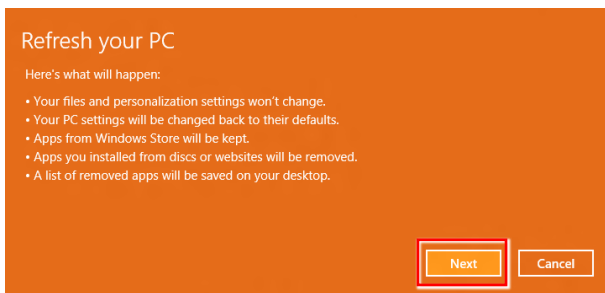 Refresh your PC
Here's what will happen:
• Your files and personalization settings won't change.
• Your PC settings will be changed back to their defaults.
• Apps from Windows Store will be kept.
• Apps you installed from discs or websites will be removed.
• A list of removed apps will be saved on your desktop.
Next Cancel